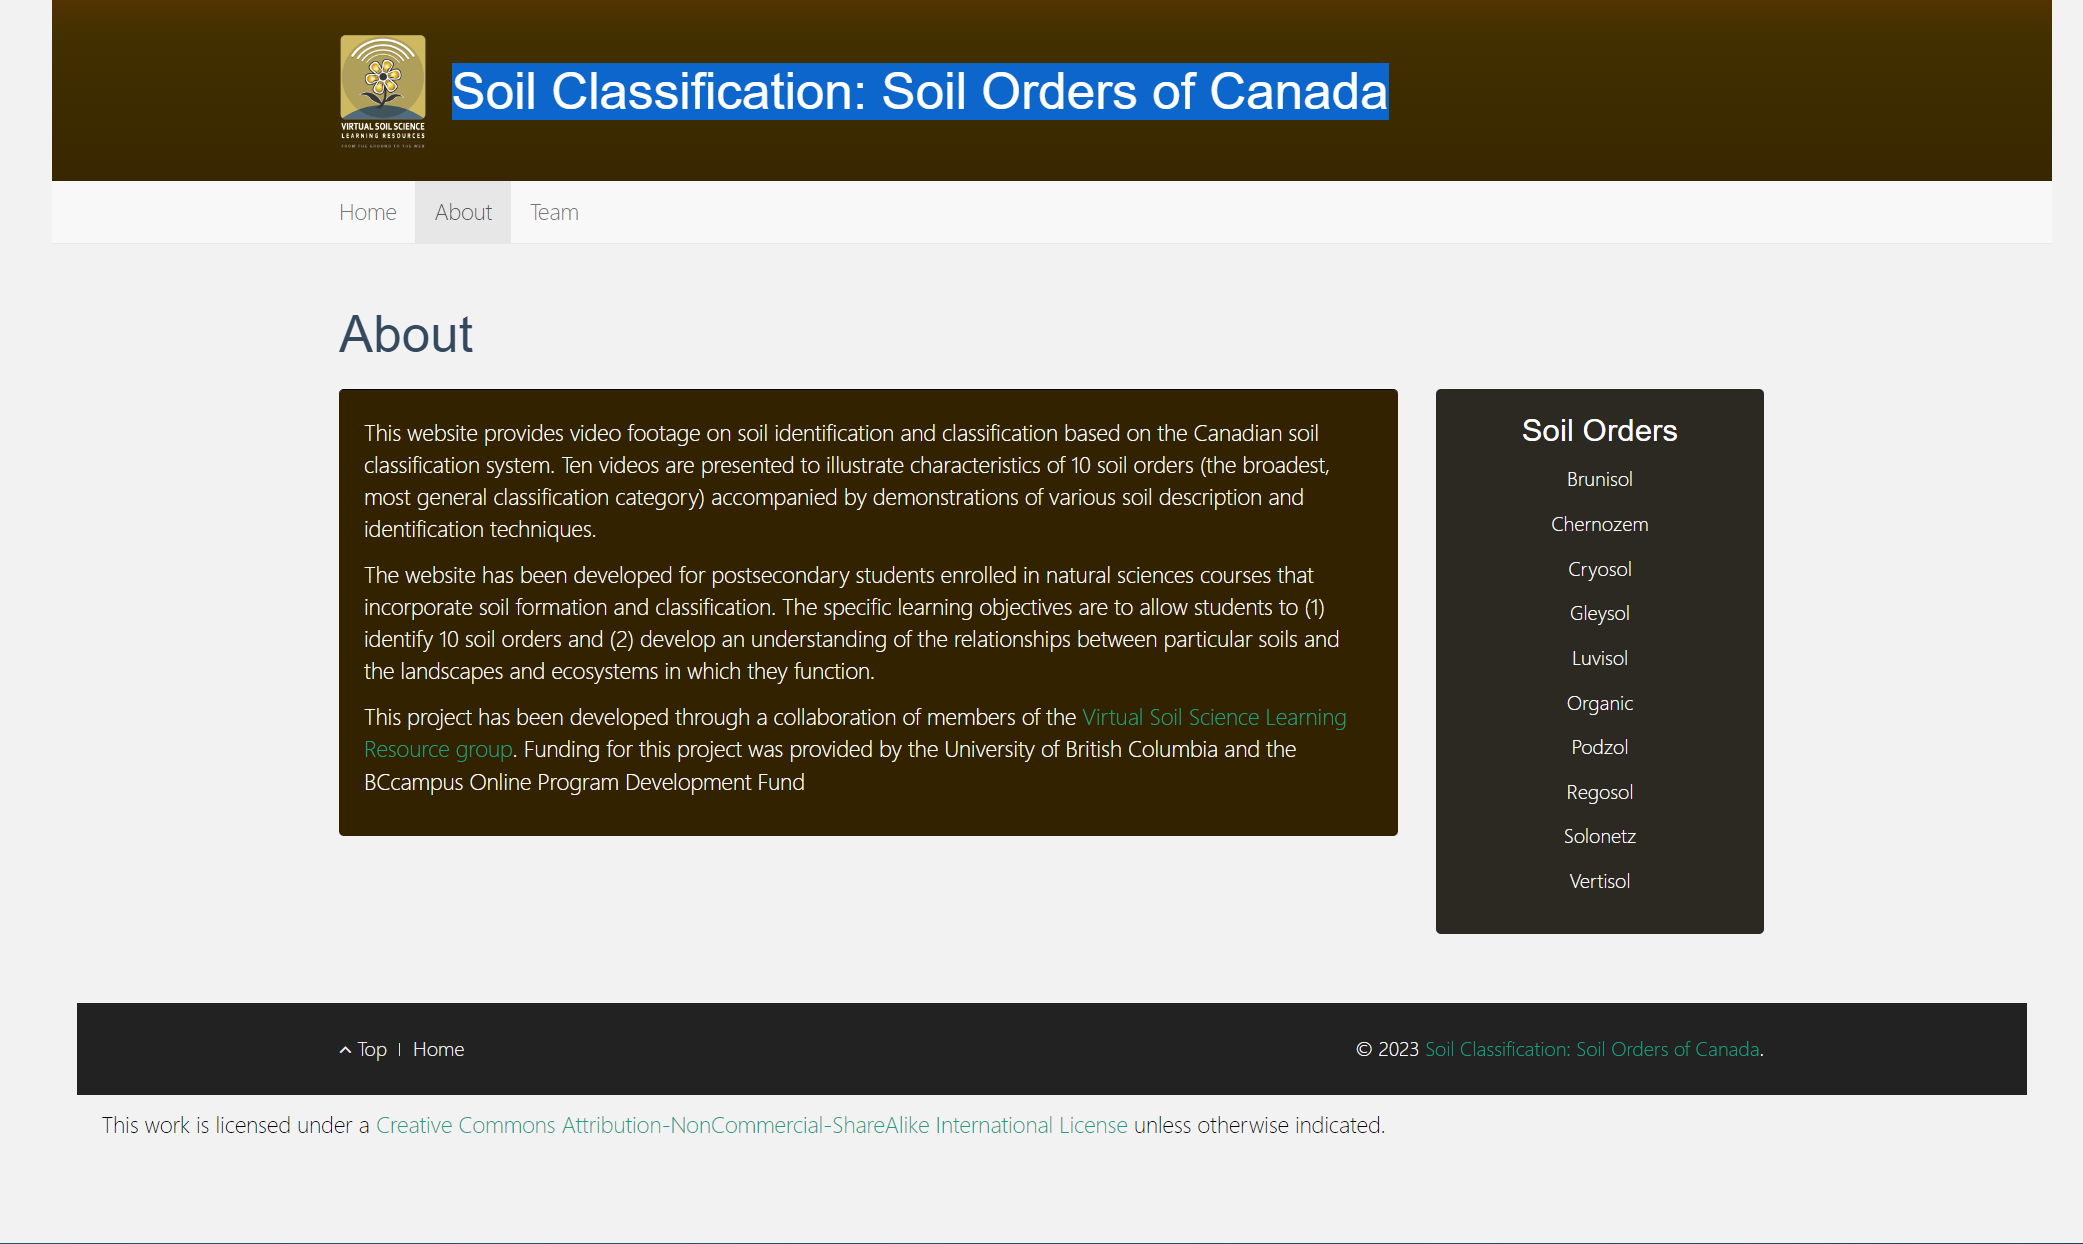 VIRTUAL SOIL SCIENCE
LEARNING RESOURCES
FROM THE GROUND TO THE WEB
Soil Classification: Soil Orders of Canada
Home
About
Team
About
This website provides video footage on soil identification and classification based on the Canadian soil
classification system. Ten videos are presented to illustrate characteristics of 10 soil orders (the broadest,
most general classification category) accompanied by demonstrations of various soil description and
identification techniques.
The website has been developed for postsecondary students enrolled in natural sciences courses that
incorporate soil formation and classification. The specific learning objectives are to allow students to (1)
identify 10 soil orders and (2) develop an understanding of the relationships between particular soils and
the landscapes and ecosystems in which they function.
This project has been developed through a collaboration of members of the Virtual Soil Science Learning
Resource group. Funding for this project was provided by the University of British Columbia and the
BCcampus Online Program Development Fund
Soil Orders
Brunisol
Chernozem
Cryosol
Gleysol
Luvisol
Organic
Podzol
Regosol
Solonetz
Vertisol
Top | Home
© 2023 Soil Classification: Soil Orders of Canada.
This work is licensed under a Creative Commons Attribution-NonCommercial-ShareAlike International License unless otherwise indicated.